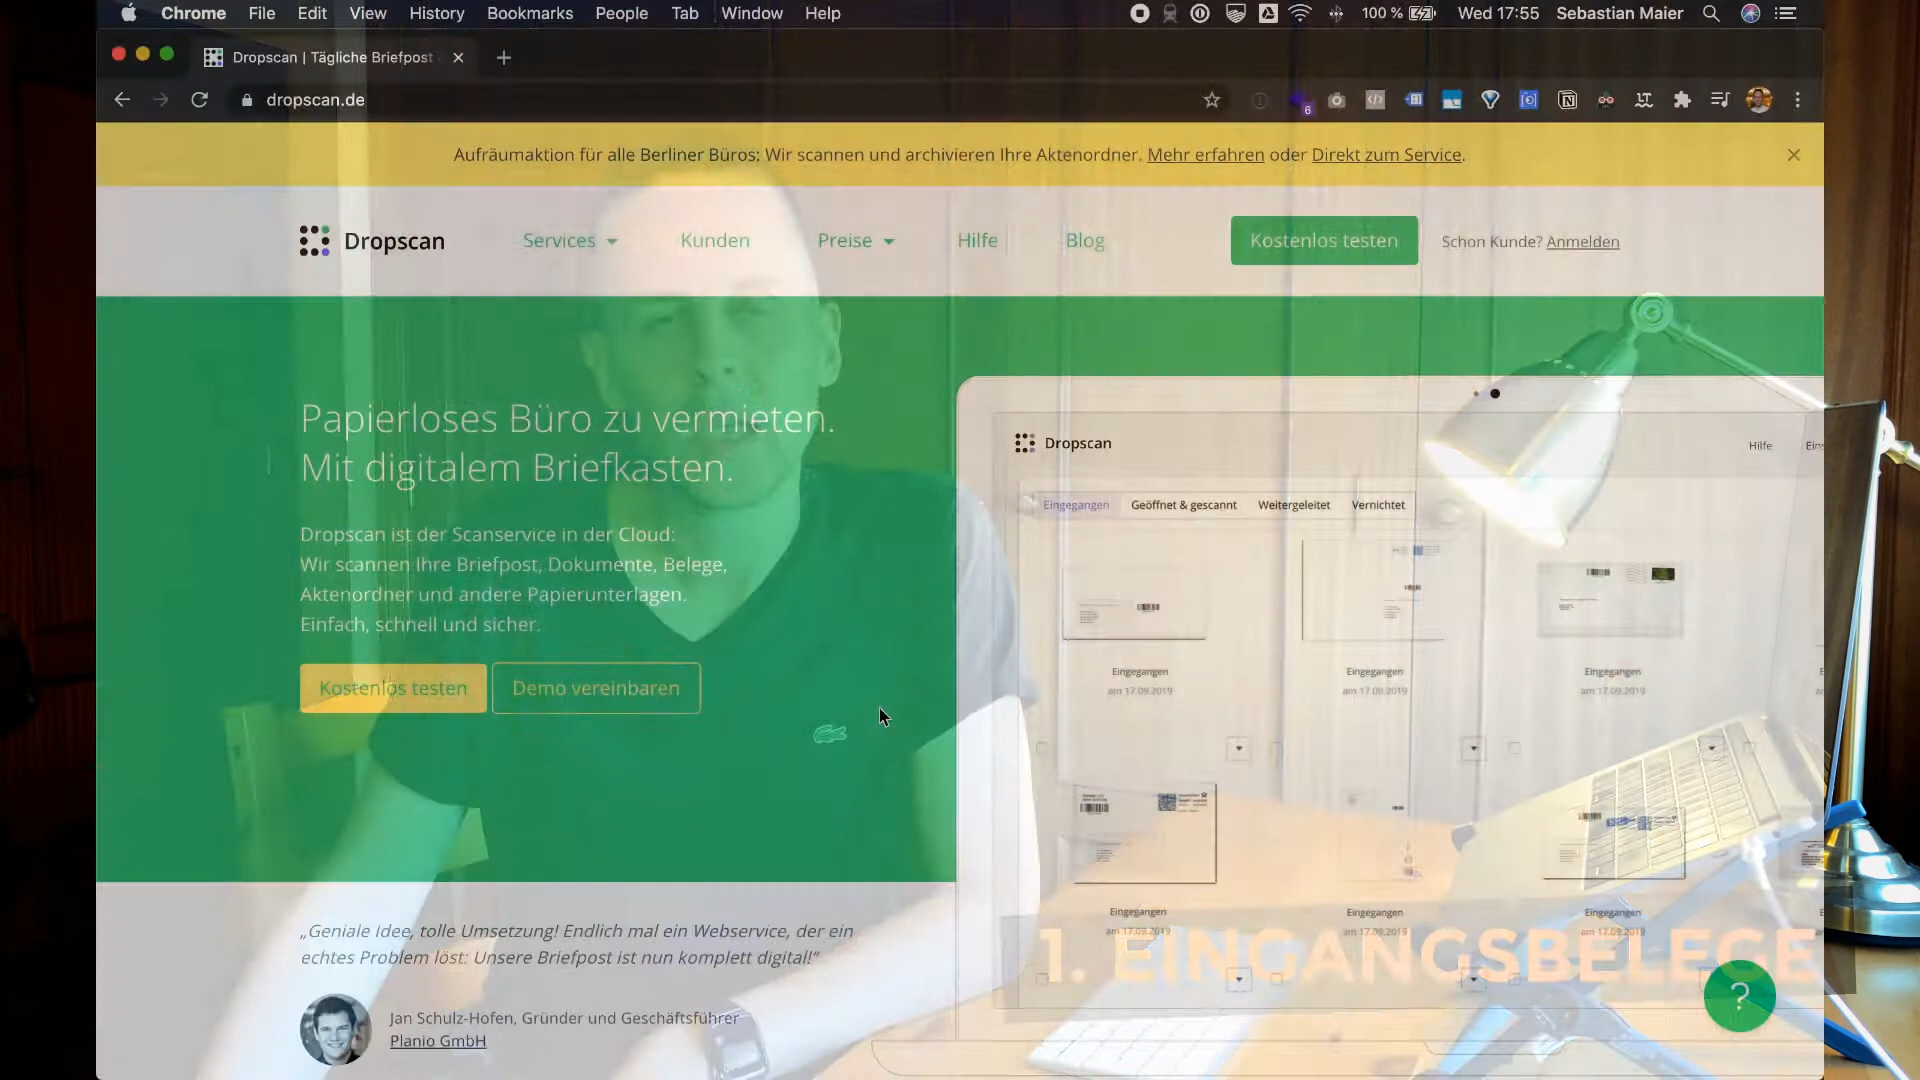 Chrome File Edit View History Bookmarks People Tab Window Help 100 % Wed 17:55 Sebastian Maier
Dropscan | Tägliche Briefpost
dropscan.de
6
Aufräumaktion für alle Berliner Büros: Wir scannen und archivieren Ihre Aktenordner. Mehr erfahren oder Direkt zum Service.
Dropscan Services Kunden Preise Hilfe Blog Kostenlos testen Schon Kunde? Anmelden
Papierloses Büro zu vermieten.
Mit digitalem Briefkasten.
Dropscan ist der Scanservice in der Cloud:
Wir scannen Ihre Briefpost, Dokumente, Belege,
Aktenordner und andere Papierunterlagen.
Einfach, schnell und sicher.
Kostenlos testen Demo vereinbaren
Dropscan Hilfe Ein
Eingegangen Geöffnet & gescannt Weitergeleitet Vernichtet
Eingegangen Eingegangen Eingegangen
am 17.09.2019 am 17.09.2019 am 17.09.2019
Eingegangen Eingegangen Eingegangen
am 17.09.2019 am 17.09.2019 am 17.09.2019
1. EINGANGSBELEGE
?
„Geniale Idee, tolle Umsetzung! Endlich mal ein Webservice, der ein
echtes Problem löst: Unsere Briefpost ist nun komplett digital!“
Jan Schulz-Hofen, Gründer und Geschäftsführer
Planio GmbH